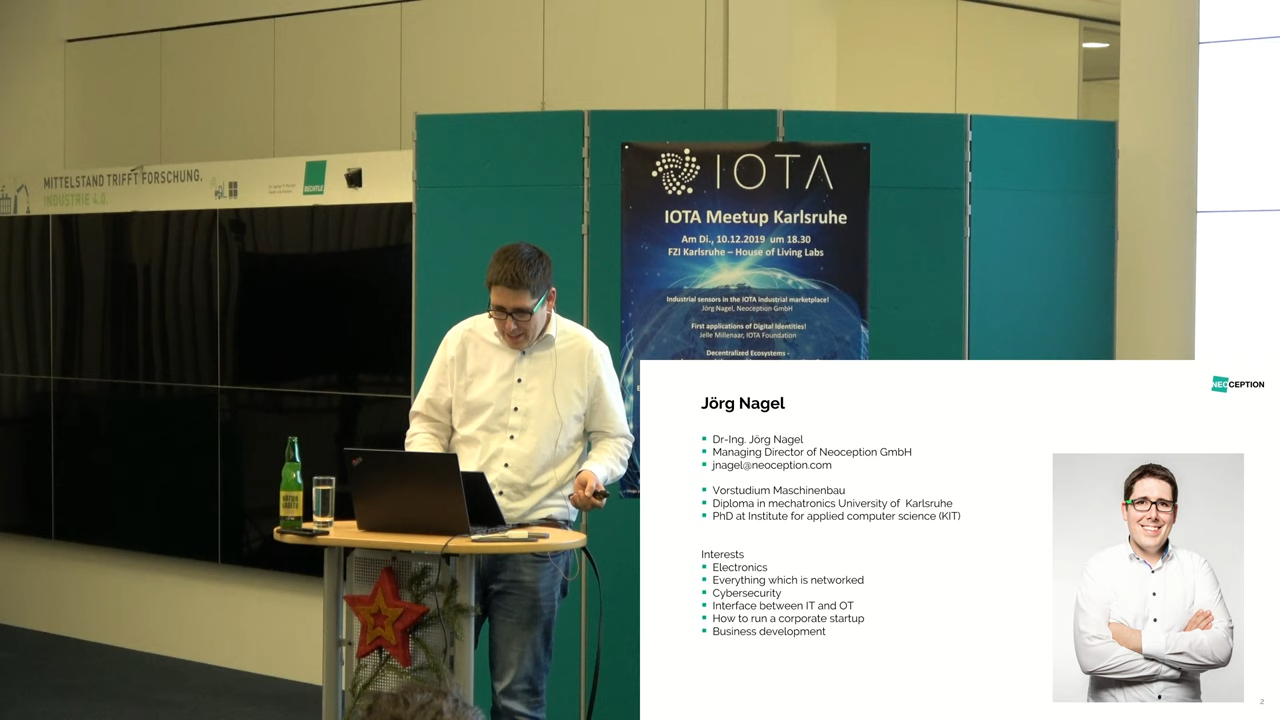 MITTELSTAND TRIFFT FORSCHUNG.
INDUSTRIE 4.0.
BECHTLE
IOTA
IOTA Meetup Karlsruhe
Am Di., 10.12.2019 um 18.30
FZI Karlsruhe – House of Living Labs
Industrial sensors in the IOTA industrial marketplace!
Jörg Nagel, Neoception GmbH
First applications of Digital Identities!
Jelle Millenaar, IOTA Foundation
Decentralized Ecosystems -
NEOCEPTION
Jörg Nagel
Dr-Ing. Jörg Nagel
Managing Director of Neoception GmbH
jnagel@neoception.com
Vorstudium Maschinenbau
Diploma in mechatronics University of Karlsruhe
PhD at Institute for applied computer science (KIT)
Interests
Electronics
Everything which is networked
Cybersecurity
Interface between IT and OT
How to run a corporate startup
Business development
2